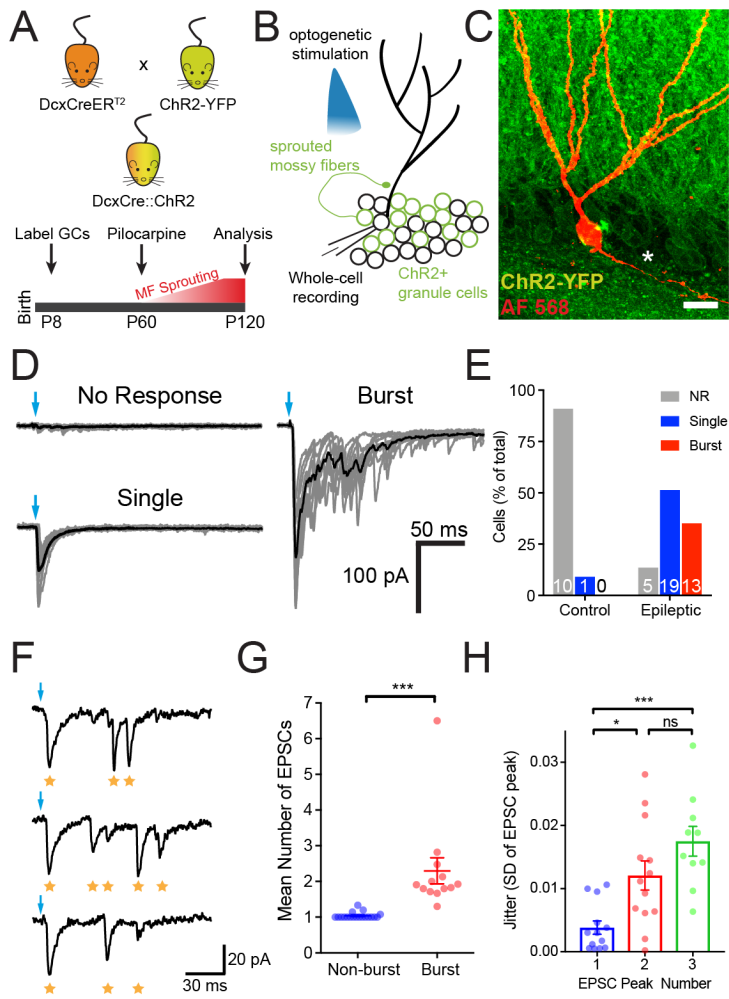 A
DcxCreERT2
x
ChR2-YFP
DcxCre::ChR2
Label GCs
Pilocarpine
Analysis
Birth
MF Sprouting
P8
P60
P120
B
optogenetic
stimulation
sprouted
mossy fibers
Whole-cell
recording
ChR2+
granule cells
C
*
ChR2-YFP
AF 568
D
No Response
Burst
Single
50 ms
100 pA
E
Cells (% of total)
100
75
50
25
0
NR
Single
Burst
10
1
0
5
19
13
Control
Epileptic
F
20 pA
30 ms
G
***
Mean Number of EPSCs
7
6
5
4
3
2
1
0
Non-burst
Burst
H
***
*
ns
Jitter (SD of EPSC peak)
0.03
0.02
0.01
0.00
1
2
3
EPSC Peak Number